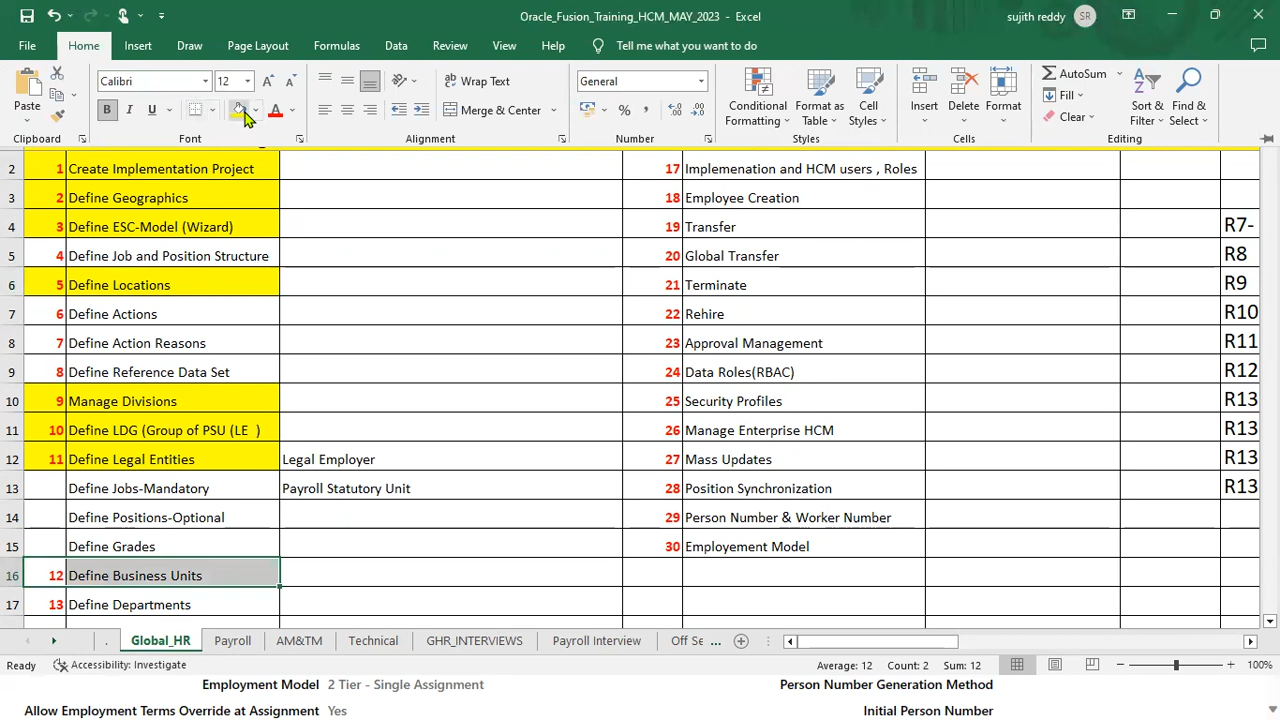 Oracle_Fusion_Training_HCM_MAY_2023 - Excel
sujith reddy SR
File Home Insert Draw Page Layout Formulas Data Review View Help Tell me what you want to do
Calibri 12 Wrap Text General AutoSum
Paste Conditional Format as Cell Insert Delete Format Fill Sort & Find &
B I U A Merge & Center % Formatting Table Styles Clear Filter Select
Clipboard Font Alignment Number Styles Cells Editing
2 1 Create Implementation Project 17 Implemenation and HCM users , Roles
3 2 Define Geographics 18 Employee Creation
4 3 Define ESC-Model (Wizard) 19 Transfer R7-
5 4 Define Job and Position Structure 20 Global Transfer R8
6 5 Define Locations 21 Terminate R9
7 6 Define Actions 22 Rehire R10
8 7 Define Action Reasons 23 Approval Management R11
9 8 Define Reference Data Set 24 Data Roles(RBAC) R12
10 9 Manage Divisions 25 Security Profiles R13
11 10 Define LDG (Group of PSU (LE ) 26 Manage Enterprise HCM R13
12 11 Define Legal Entities Legal Employer 27 Mass Updates R13
13 Define Jobs-Mandatory Payroll Statutory Unit 28 Position Synchronization R13
14 Define Positions-Optional 29 Person Number & Worker Number
15 Define Grades 30 Employement Model
16 12 Define Business Units
17 13 Define Departments
. Global_HR Payroll AM&TM Technical GHR_INTERVIEWS Payroll Interview Off Se ...
Ready Accessibility: Investigate Average: 12 Count: 2 Sum: 12 100%
Employment Model 2 Tier - Single Assignment Person Number Generation Method
Allow Employment Terms Override at Assignment Yes Initial Person Number